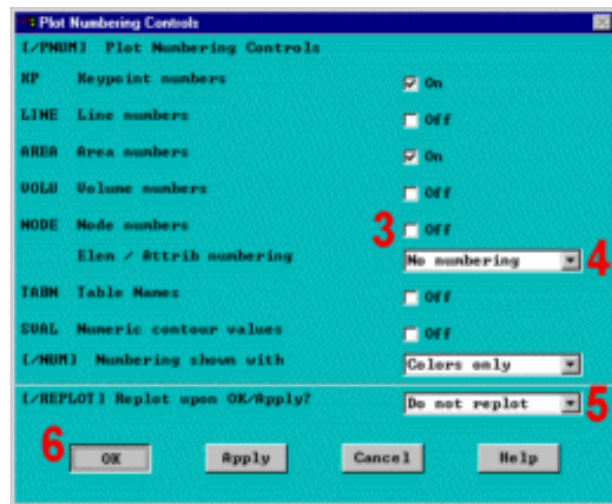 Plot Numbering Controls
[/PNUM] Plot Numbering Controls
KP Keypoint numbers On
LINE Line numbers Off
AREA Area numbers On
VOLU Volume numbers Off
NODE Node numbers 3 Off
Elem / Attrib numbering No numbering 4
TABN Table Names Off
SVAL Numeric contour values Off
[/NUM] Numbering shown with Colors only
[/REPLOT] Replot upon OK/Apply? Do not replot 5
6 OK Apply Cancel Help